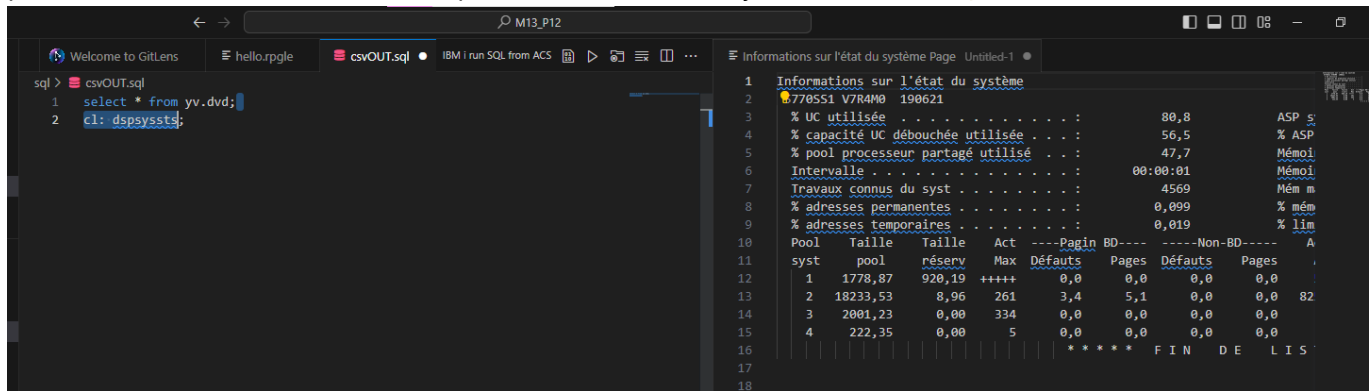 M13_P12
Welcome to GitLens
hello.rpgle
csvOUT.sql
IBM i run SQL from ACS
Informations sur l'état du système Page Untitled-1
sql > csvOUT.sql
1 select * from yv.dvd;
2 cl: dspsyssts;
1 Informations sur l'état du système
2 5770SS1 V7R4M0 190621
3 % UC utilisée . . . . . . . . . . . . . : 80,8 ASP s
4 % capacité UC débouchée utilisée . . . : 56,5 % ASP
5 % pool processeur partagé utilisé . . : 47,7 Mémoi
6 Intervalle . . . . . . . . . . . . . . : 00:00:01 Mémoi
7 Travaux connus du syst . . . . . . . . : 4569 Mém m
8 % adresses permanentes . . . . . . . . : 0,099 % mém
9 % adresses temporaires . . . . . . . . : 0,019 % lim
10 Pool Taille Taille Act ----Pagin BD---- -----Non-BD----- A
11 syst pool réserv Max Défauts Pages Défauts Pages
12 1 1778,87 920,19 +++++ 0,0 0,0 0,0 0,0
13 2 18233,53 8,96 261 3,4 5,1 0,0 0,0 82
14 3 2001,23 0,00 334 0,0 0,0 0,0 0,0
15 4 222,35 0,00 5 0,0 0,0 0,0 0,0
16 * * * * * F I N D E L I S
17
18